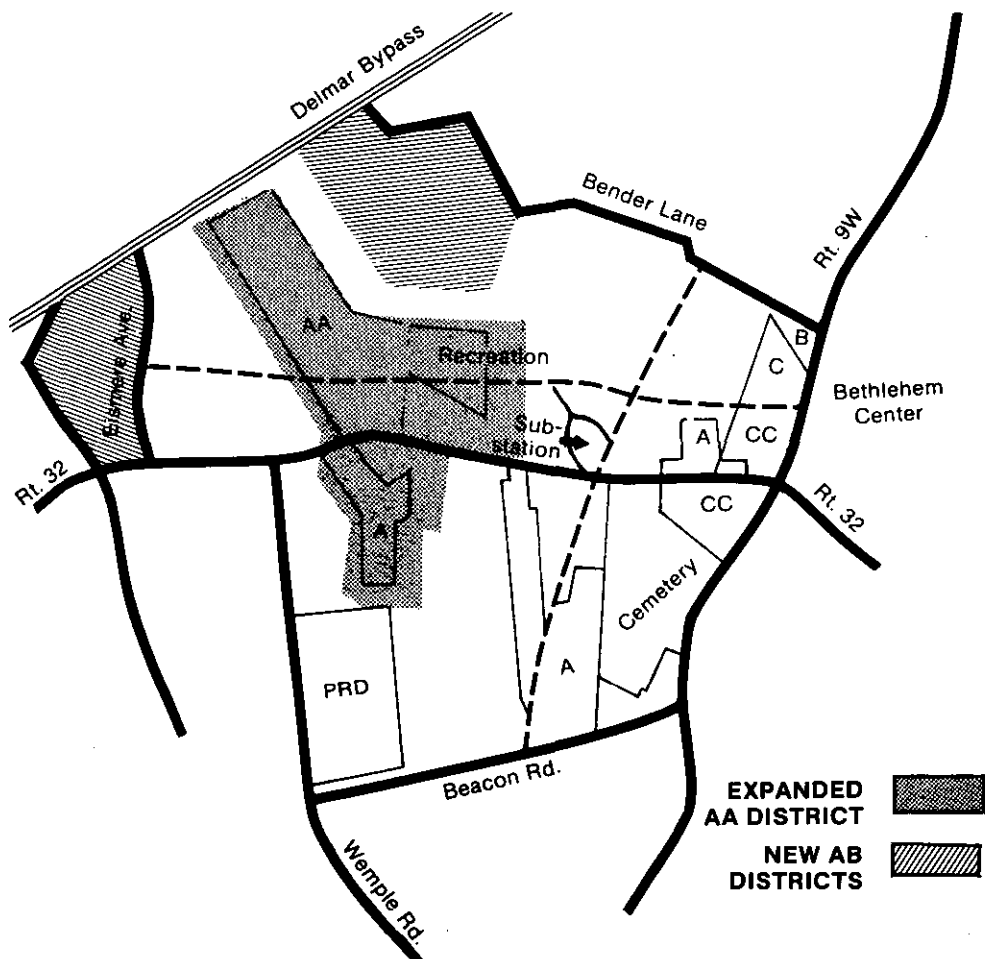 Delmar Bypass
Bender Lane
Rt. 9W
AA
Elsmere Ave.
B
C
Recreation
Bethlehem
Center
Sub-
station
A
CC
Rt. 32
CC
Rt. 32
A
Cemetery
A
PRD
Beacon Rd.
EXPANDED
AA DISTRICT
NEW AB
DISTRICTS
Wemple Rd.